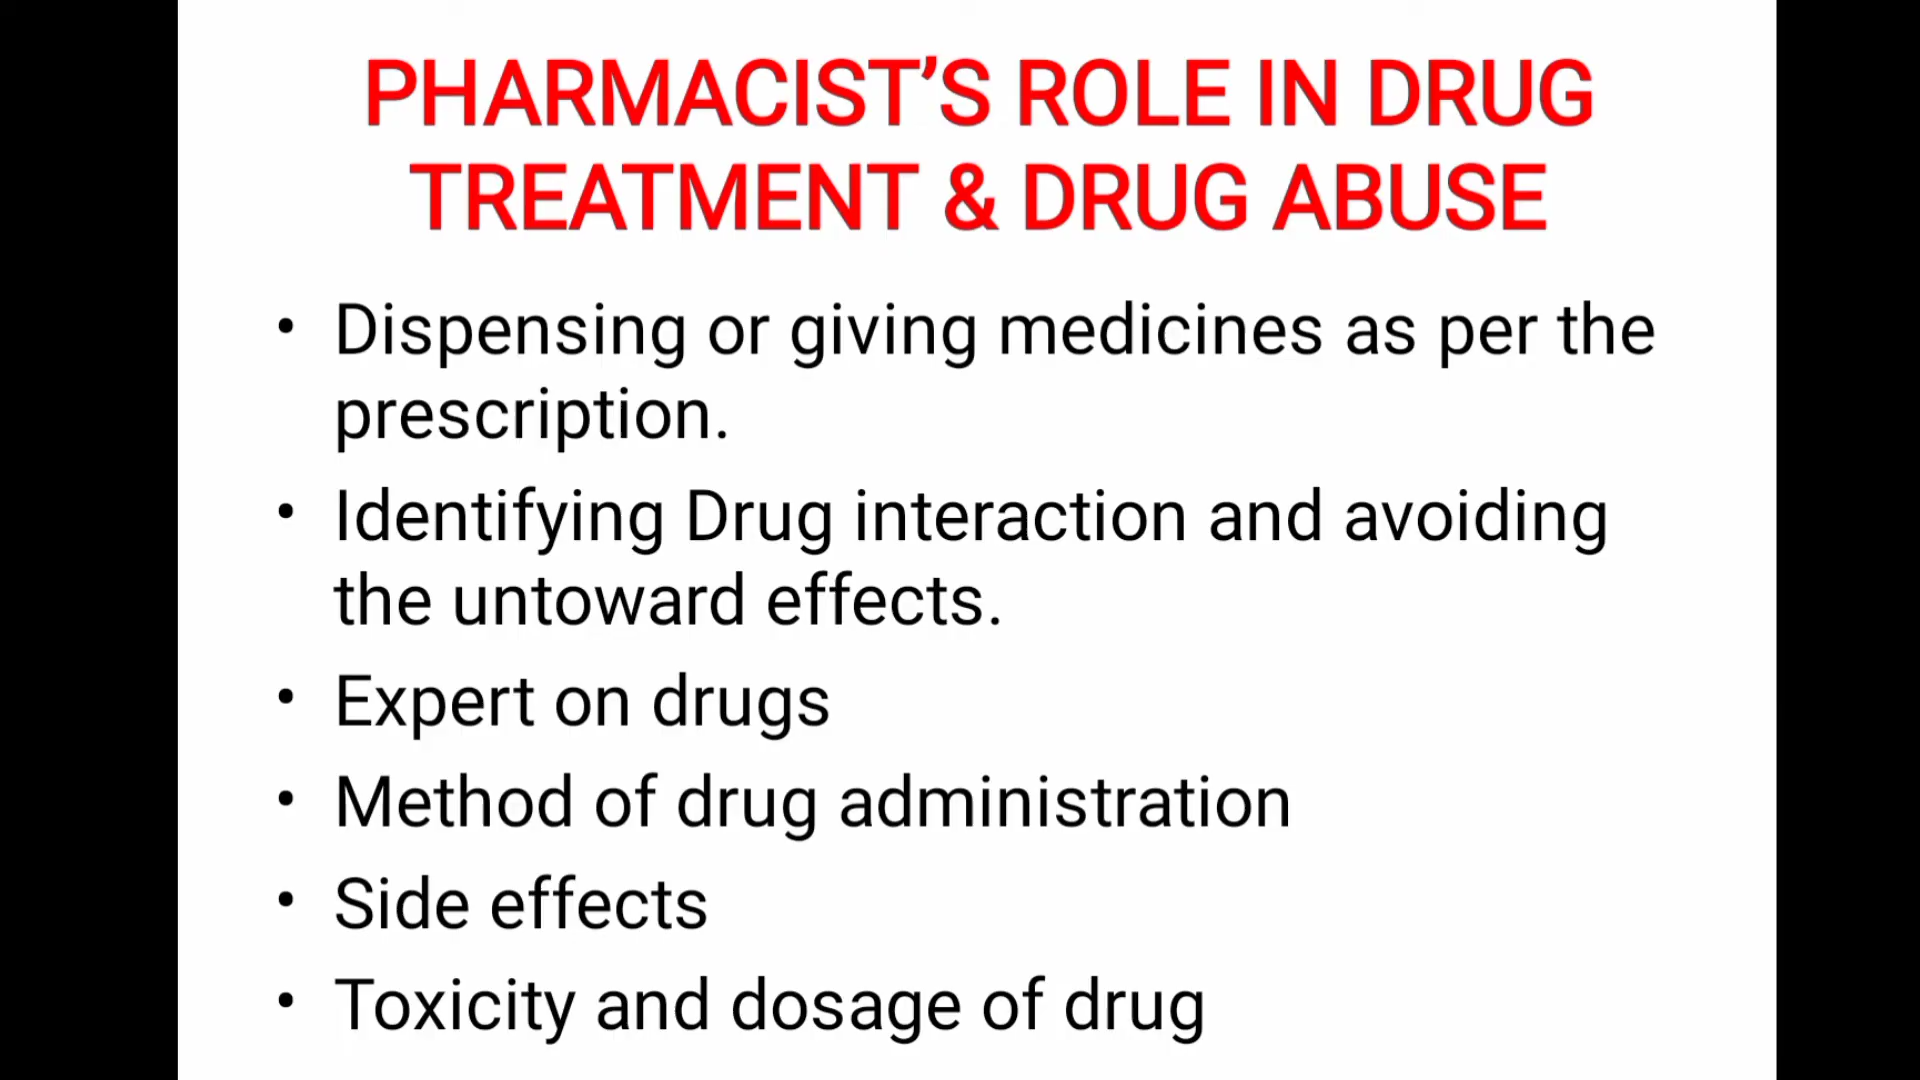 PHARMACIST’S ROLE IN DRUG
TREATMENT & DRUG ABUSE
• Dispensing or giving medicines as per the
prescription.
• Identifying Drug interaction and avoiding
the untoward effects.
• Expert on drugs
• Method of drug administration
• Side effects
• Toxicity and dosage of drug